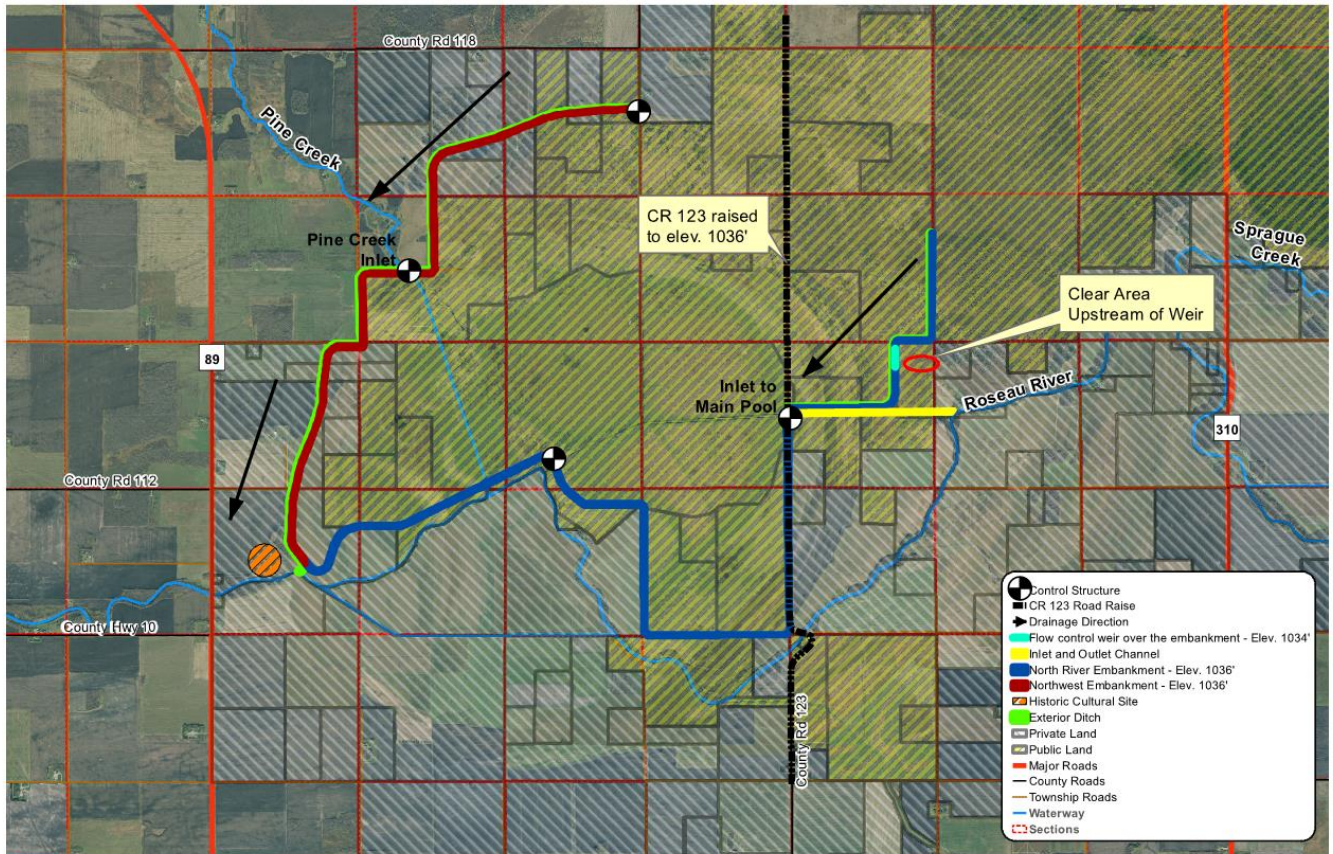 County Rd 118
Pine Creek
CR 123 raised
to elev. 1036'
Sprague
Creek
Pine Creek
Inlet
Clear Area
Upstream of Weir
89
Inlet to
Main Pool
Roseau River
310
County Rd 112
County Hwy 10
County Rd 123
Control Structure
CR 123 Road Raise
Drainage Direction
Flow control weir over the embankment - Elev. 1034'
Inlet and Outlet Channel
North River Embankment - Elev. 1036'
Northwest Embankment - Elev. 1036'
Historic Cultural Site
Exterior Ditch
Private Land
Public Land
Major Roads
County Roads
Township Roads
Waterway
Sections